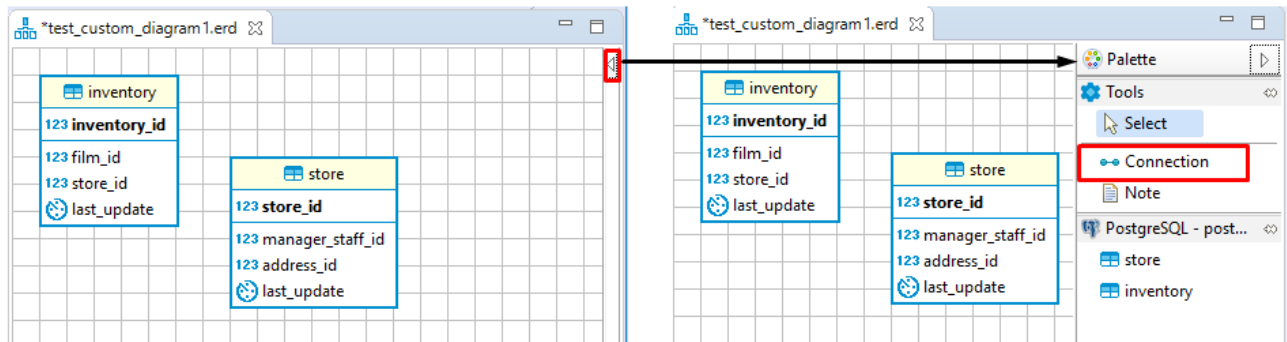 *test_custom_diagram1.erd
inventory
123 inventory_id
123 film_id
123 store_id
last_update
store
123 store_id
123 manager_staff_id
123 address_id
last_update
*test_custom_diagram1.erd
inventory
123 inventory_id
123 film_id
123 store_id
last_update
store
123 store_id
123 manager_staff_id
123 address_id
last_update
Palette
Tools
Select
Connection
Note
PostgreSQL - post...
store
inventory